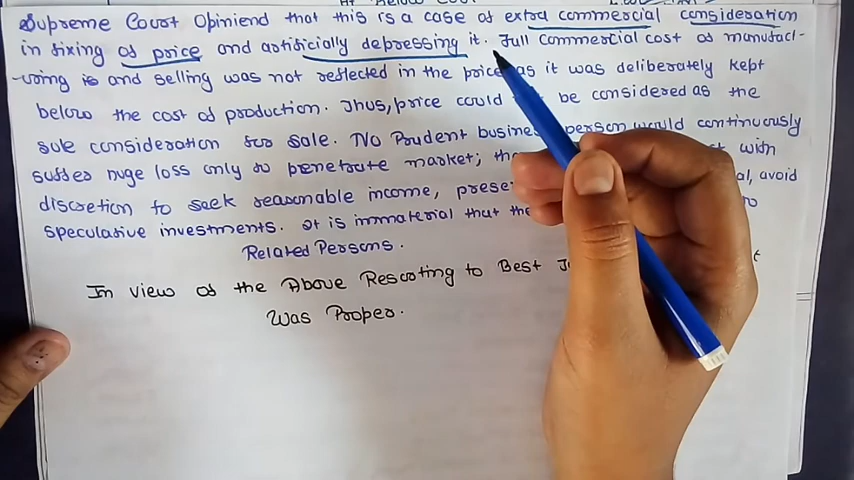 At Below Cost
Supreme Court Opiniend that this is a case of extra commercial consideration
in fixing of price and artificially depressing it. Full commercial cost of manufact-
-uring is and selling was not reflected in the price as it was deliberately kept
below the cost of production. Thus, price could be considered as the
sole consideration for sale. No Prudent business person would continuously
suffer huge loss only to penetrate market; with
discretion to seek reasonable income, avoid
speculative investments. It is immaterial that the
Related Persons.
In view of the Above Resorting to Best
Was Proper.